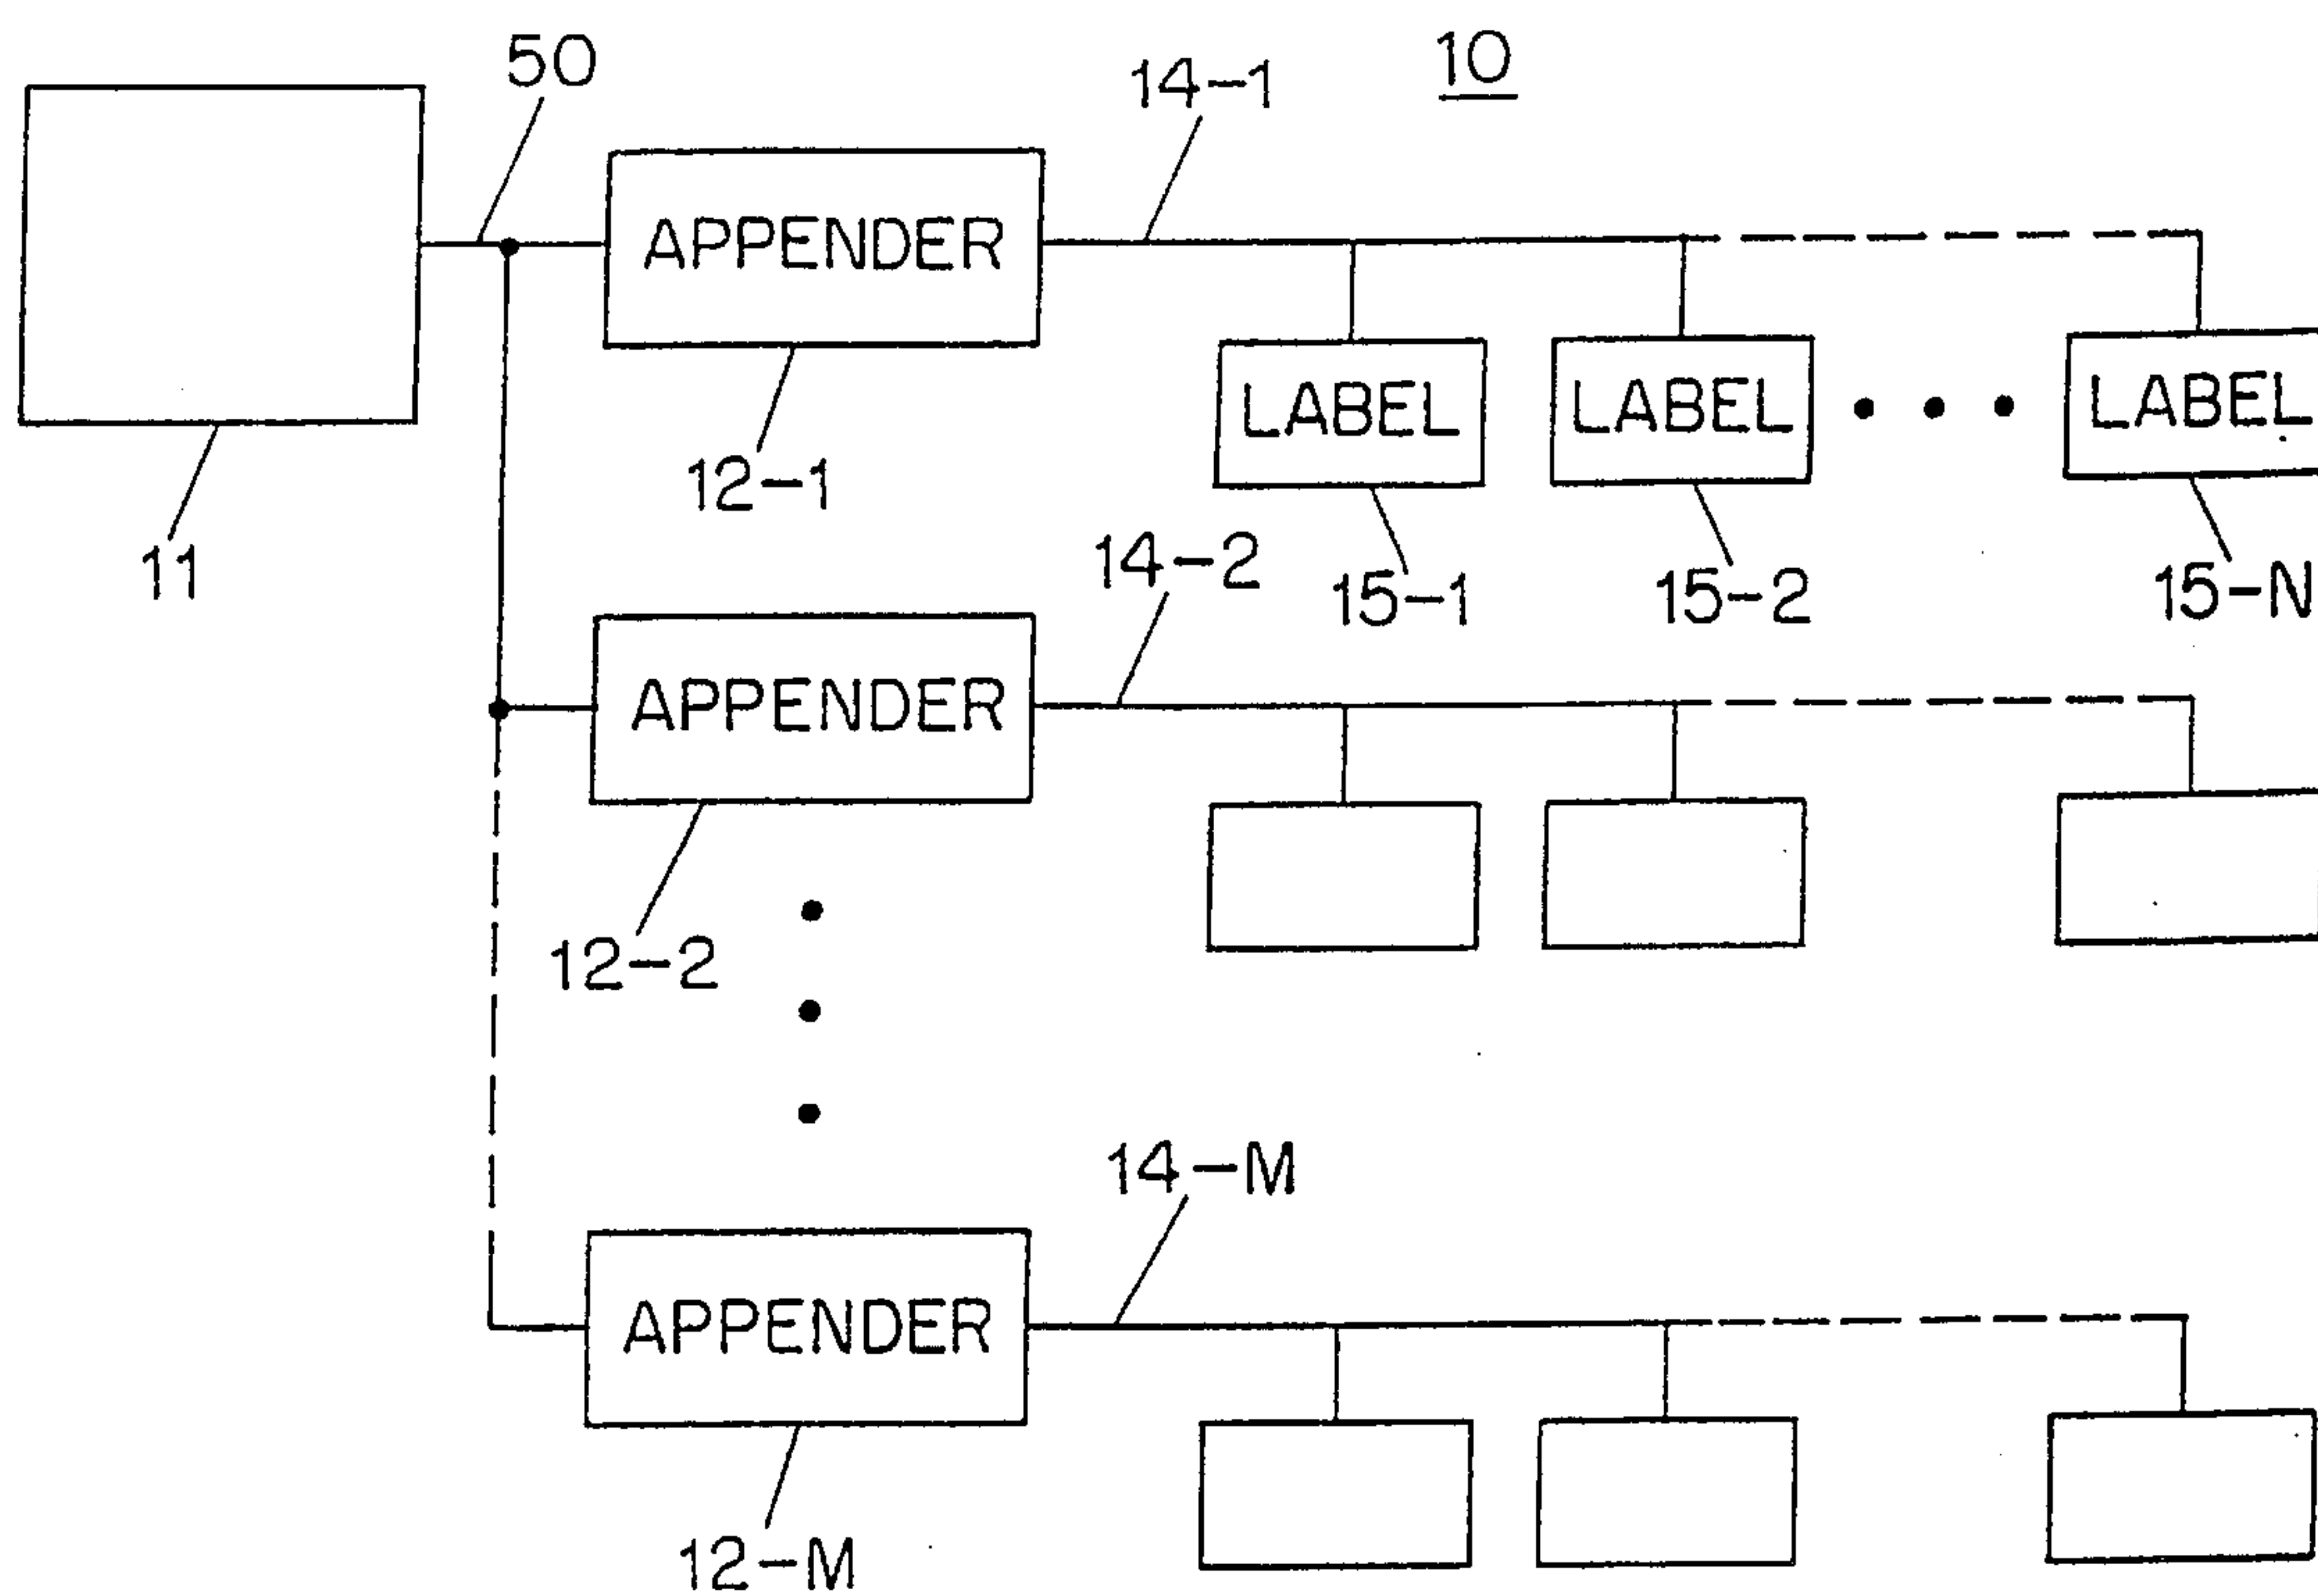 50
14-1
10
APPENDER
LABEL
LABEL
LABEL
12-1
11
14-2
15-1
15-2
15-N
APPENDER
12-2
14-M
APPENDER
12-M